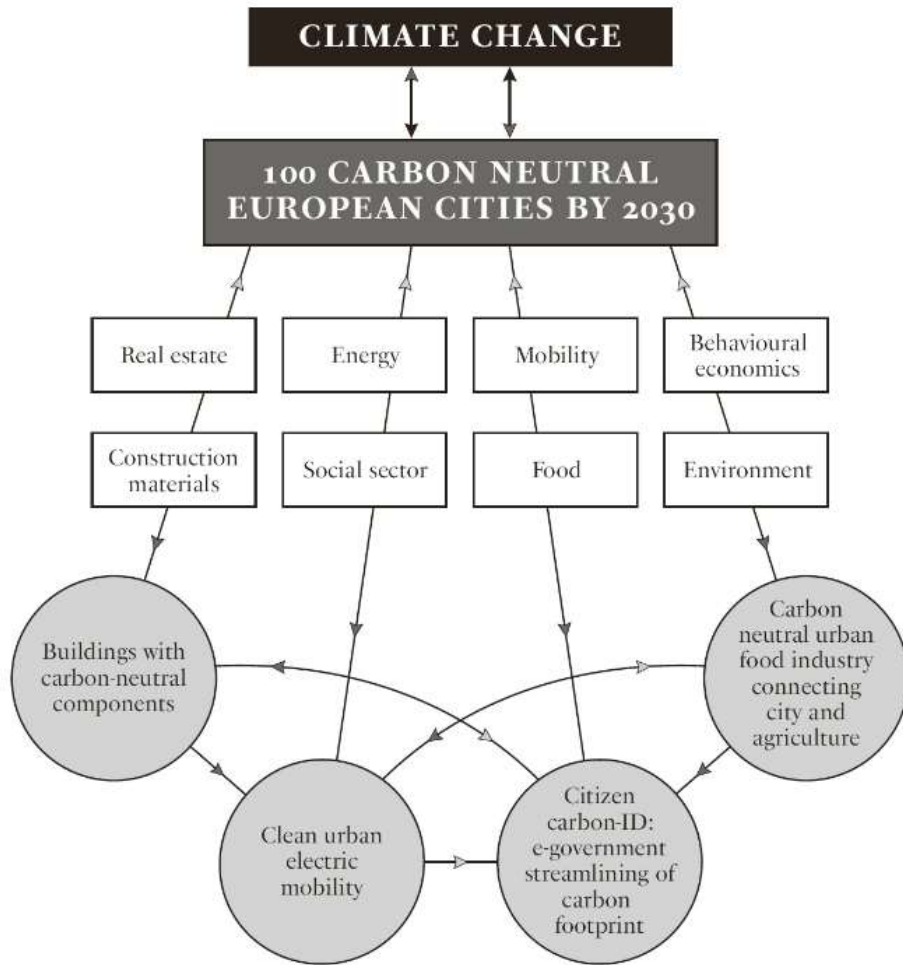 CLIMATE CHANGE
100 CARBON NEUTRAL
EUROPEAN CITIES BY 2030
Real estate
Energy
Mobility
Behavioural
economics
Construction
materials
Social sector
Food
Environment
Buildings with
carbon-neutral
components
Carbon
neutral urban
food industry
connecting
city and
agriculture
Clean urban
electric
mobility
Citizen
carbon-ID:
e-government
streamlining of
carbon
footprint